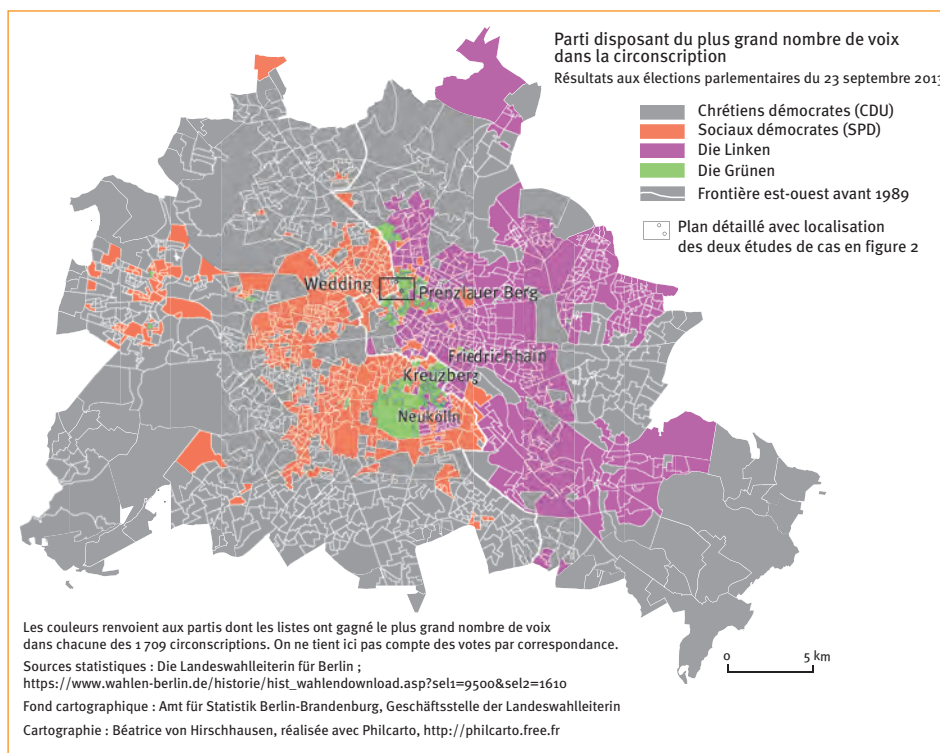 Parti disposant du plus grand nombre de voix
dans la circonscription
Résultats aux élections parlementaires du 23 septembre 2013
Chrétiens démocrates (CDU)
Sociaux démocrates (SPD)
Die Linken
Die Grünen
Frontière est-ouest avant 1989
Plan détaillé avec localisation
des deux études de cas en figure 2
Wedding
Prenzlauer Berg
Friedrichhain
Kreuzberg
Neukölln
Les couleurs renvoient aux partis dont les listes ont gagné le plus grand nombre de voix
dans chacune des 1 709 circonscriptions. On ne tient ici pas compte des votes par correspondance.
Sources statistiques : Die Landeswahlleiterin für Berlin ;
https://www.wahlen-berlin.de/historie/hist_wahlendownload.asp?sel1=9500&sel2=1610
Fond cartographique : Amt für Statistik Berlin-Brandenburg, Geschäftsstelle der Landeswahlleiterin
Cartographie : Béatrice von Hirschhausen, réalisée avec Philcarto, http://philcarto.free.fr
0 5 km